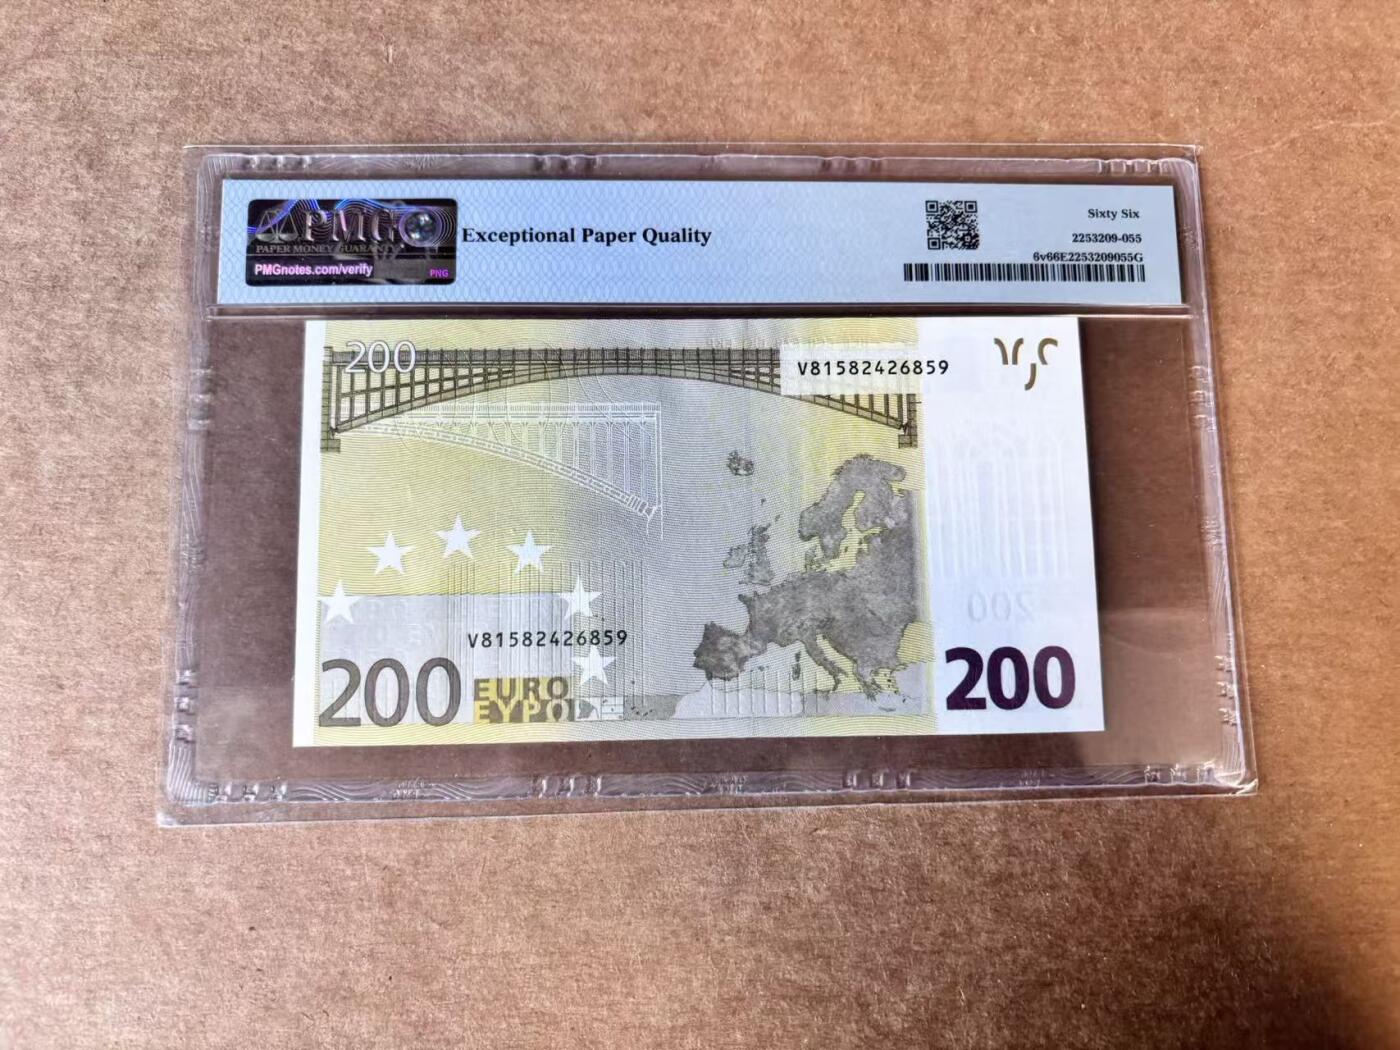 PMG
PAPER MONEY GUARANTY
PMGnotes.com/verify
PNG
Exceptional Paper Quality
Sixty Six
2253209-055
6v66E2253209055G
200
V81582426859
V81582426859
200
EURO
ΕΥΡΩ
200
200